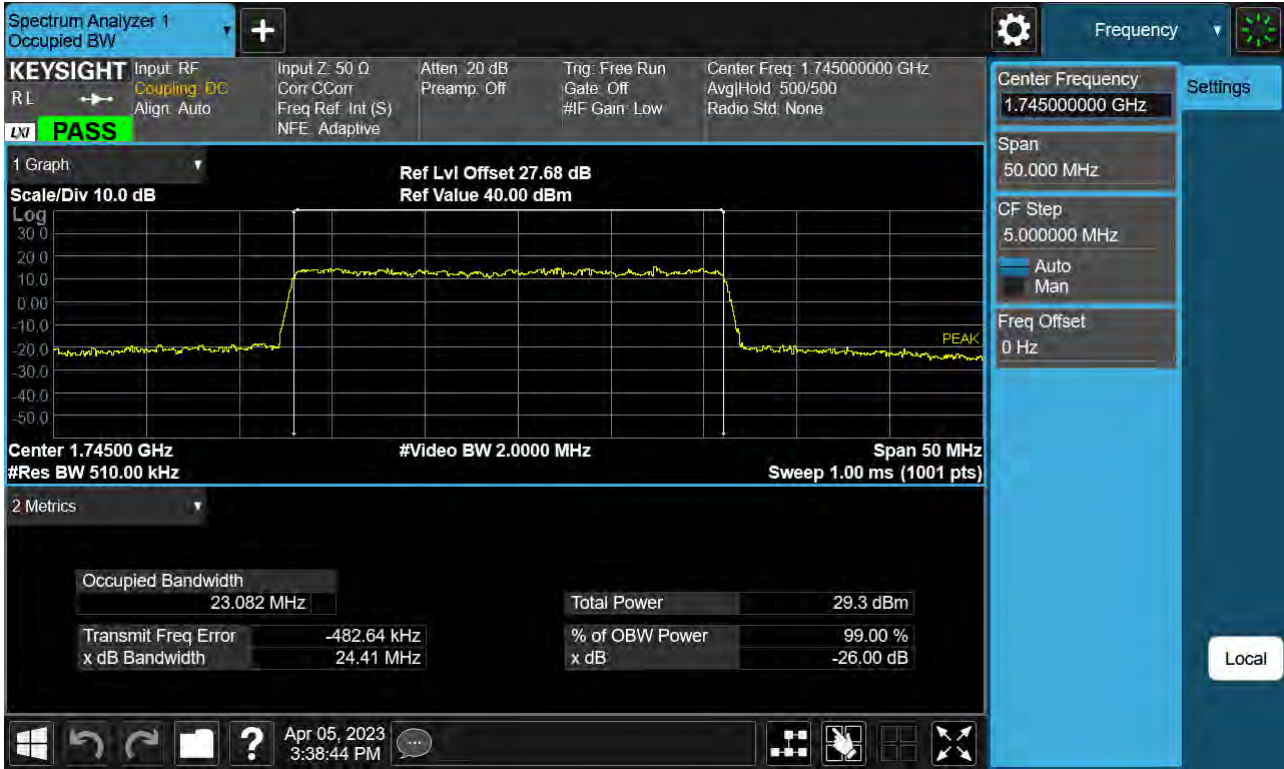 Spectrum Analyzer 1
Occupied BW
Frequency
KEYSIGHT
R L
LXI
PASS
Input: RF
Coupling: DC
Align: Auto
Input Z: 50 Ω
Corr CCorr
Freq Ref: Int (S)
NFE: Adaptive
Atten: 20 dB
Preamp: Off
Trig: Free Run
Gate: Off
#IF Gain: Low
Center Freq: 1.745000000 GHz
Avg|Hold: 500/500
Radio Std: None
1 Graph
Scale/Div 10.0 dB
Ref Lvl Offset 27.68 dB
Ref Value 40.00 dBm
Log
30.0
20.0
10.0
0.00
-10.0
-20.0
-30.0
-40.0
-50.0
PEAK
Center 1.74500 GHz
#Video BW 2.0000 MHz
Span 50 MHz
#Res BW 510.00 kHz
Sweep 1.00 ms (1001 pts)
2 Metrics
Occupied Bandwidth
23.082 MHz
Total Power 29.3 dBm
Transmit Freq Error -482.64 kHz
% of OBW Power 99.00 %
x dB Bandwidth 24.41 MHz
x dB -26.00 dB
Center Frequency
1.745000000 GHz
Settings
Span
50.000 MHz
CF Step
5.000000 MHz
Auto
Man
Freq Offset
0 Hz
Local
?
Apr 05, 2023
3:38:44 PM